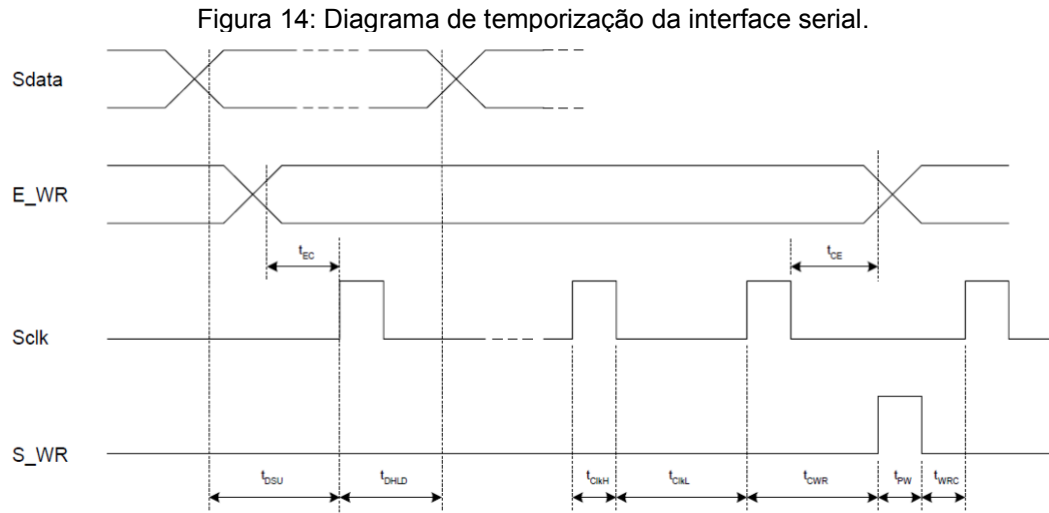 Figura 14: Diagrama de temporização da interface serial.
Sdata
E_WR
tEC
tCE
Sclk
S_WR
tDSU
tDHLD
tClkH
tClkL
tCWR
tPW
tWRC